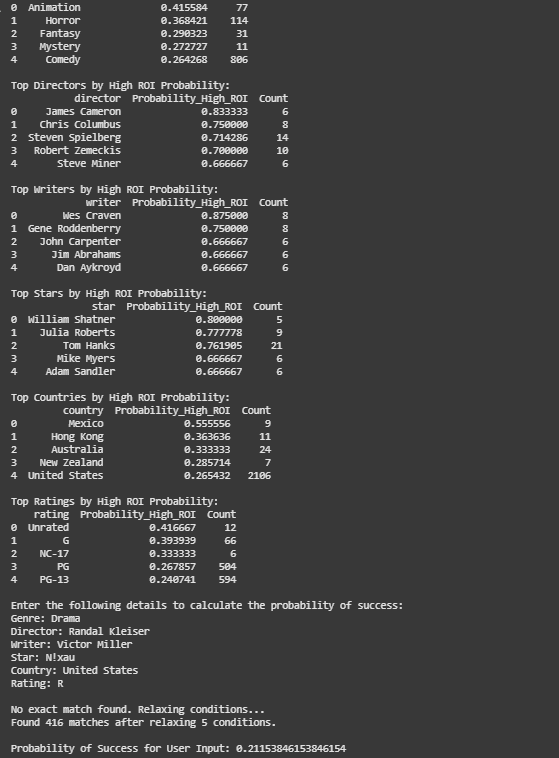 0 Animation 0.415584 77
1 Horror 0.368421 114
2 Fantasy 0.290323 31
3 Mystery 0.272727 11
4 Comedy 0.264268 806
Top Directors by High ROI Probability:
director Probability_High_ROI Count
0 James Cameron 0.833333 6
1 Chris Columbus 0.750000 8
2 Steven Spielberg 0.714286 14
3 Robert Zemeckis 0.700000 10
4 Steve Miner 0.666667 6
Top Writers by High ROI Probability:
writer Probability_High_ROI Count
0 Wes Craven 0.875000 8
1 Gene Roddenberry 0.750000 8
2 John Carpenter 0.666667 6
3 Jim Abrahams 0.666667 6
4 Dan Aykroyd 0.666667 6
Top Stars by High ROI Probability:
star Probability_High_ROI Count
0 William Shatner 0.800000 5
1 Julia Roberts 0.777778 9
2 Tom Hanks 0.761905 21
3 Mike Myers 0.666667 6
4 Adam Sandler 0.666667 6
Top Countries by High ROI Probability:
country Probability_High_ROI Count
0 Mexico 0.555556 9
1 Hong Kong 0.363636 11
2 Australia 0.333333 24
3 New Zealand 0.285714 7
4 United States 0.265432 2106
Top Ratings by High ROI Probability:
rating Probability_High_ROI Count
0 Unrated 0.416667 12
1 G 0.393939 66
2 NC-17 0.333333 6
3 PG 0.267857 504
4 PG-13 0.240741 594
Enter the following details to calculate the probability of success:
Genre: Drama
Director: Randal Kleiser
Writer: Victor Miller
Star: N!xau
Country: United States
Rating: R
No exact match found. Relaxing conditions...
Found 416 matches after relaxing 5 conditions.
Probability of Success for User Input: 0.21153846153846154